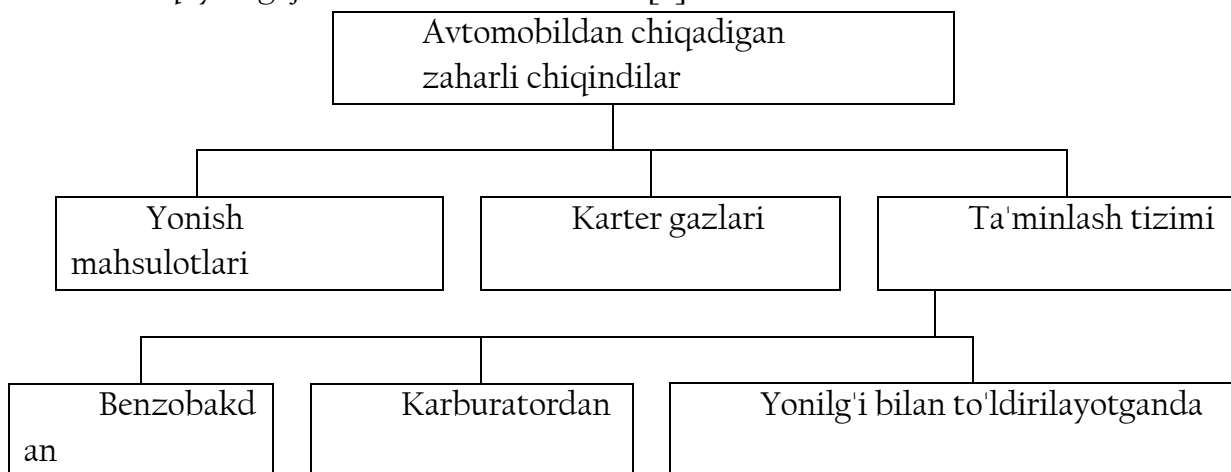 Avtomobildan chiqadigan
zaharli chiqindilar
Yonish
mahsulotlari
Karter gazlari
Ta'minlash tizimi
Benzobakd
an
Karburatordan
Yonilg'i bilan to'ldirilayotganda